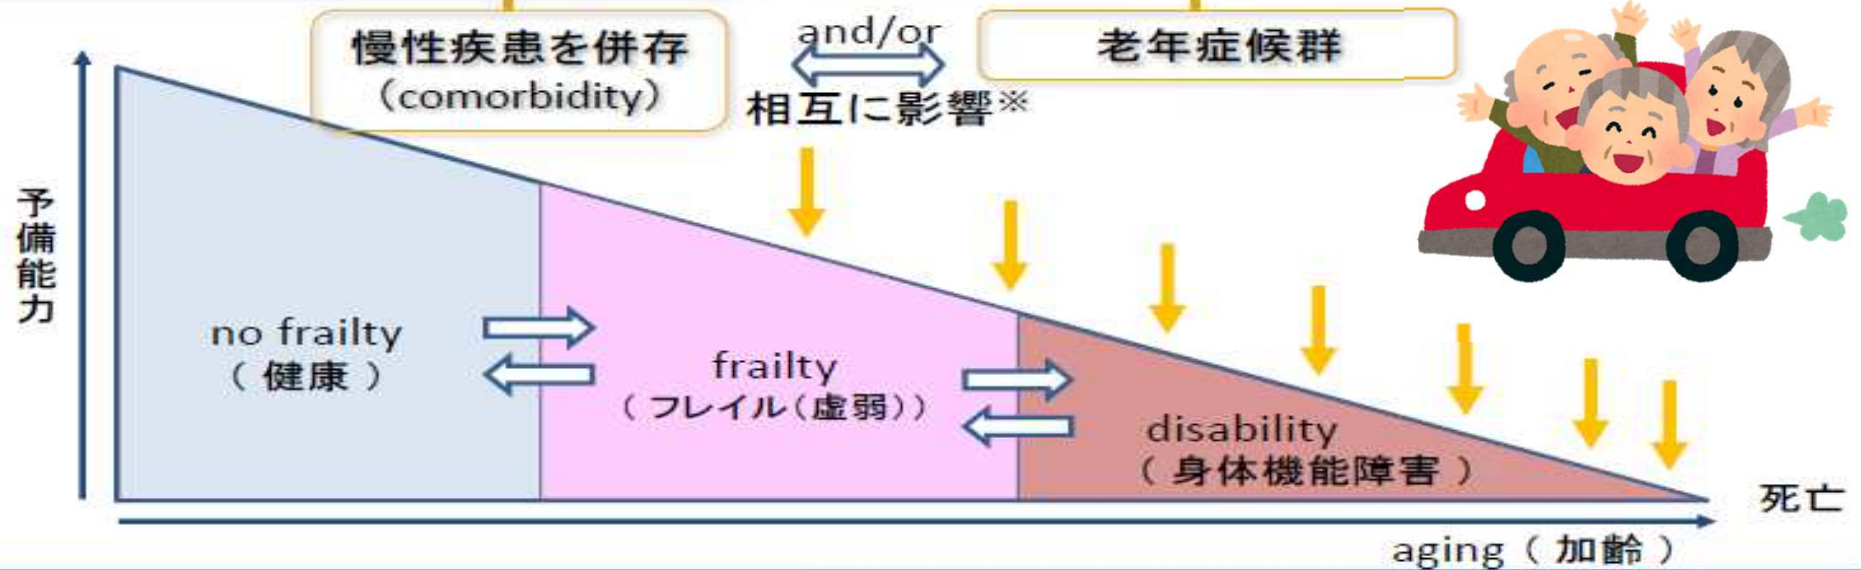 慢性疾患を併存
（comorbidity）
and/or
相互に影響※
老年症候群
予備能力
no frailty
（ 健康 ）
frailty
（ フレイル（虚弱））
disability
（ 身体機能障害 ）
死亡
aging （ 加齢 ）